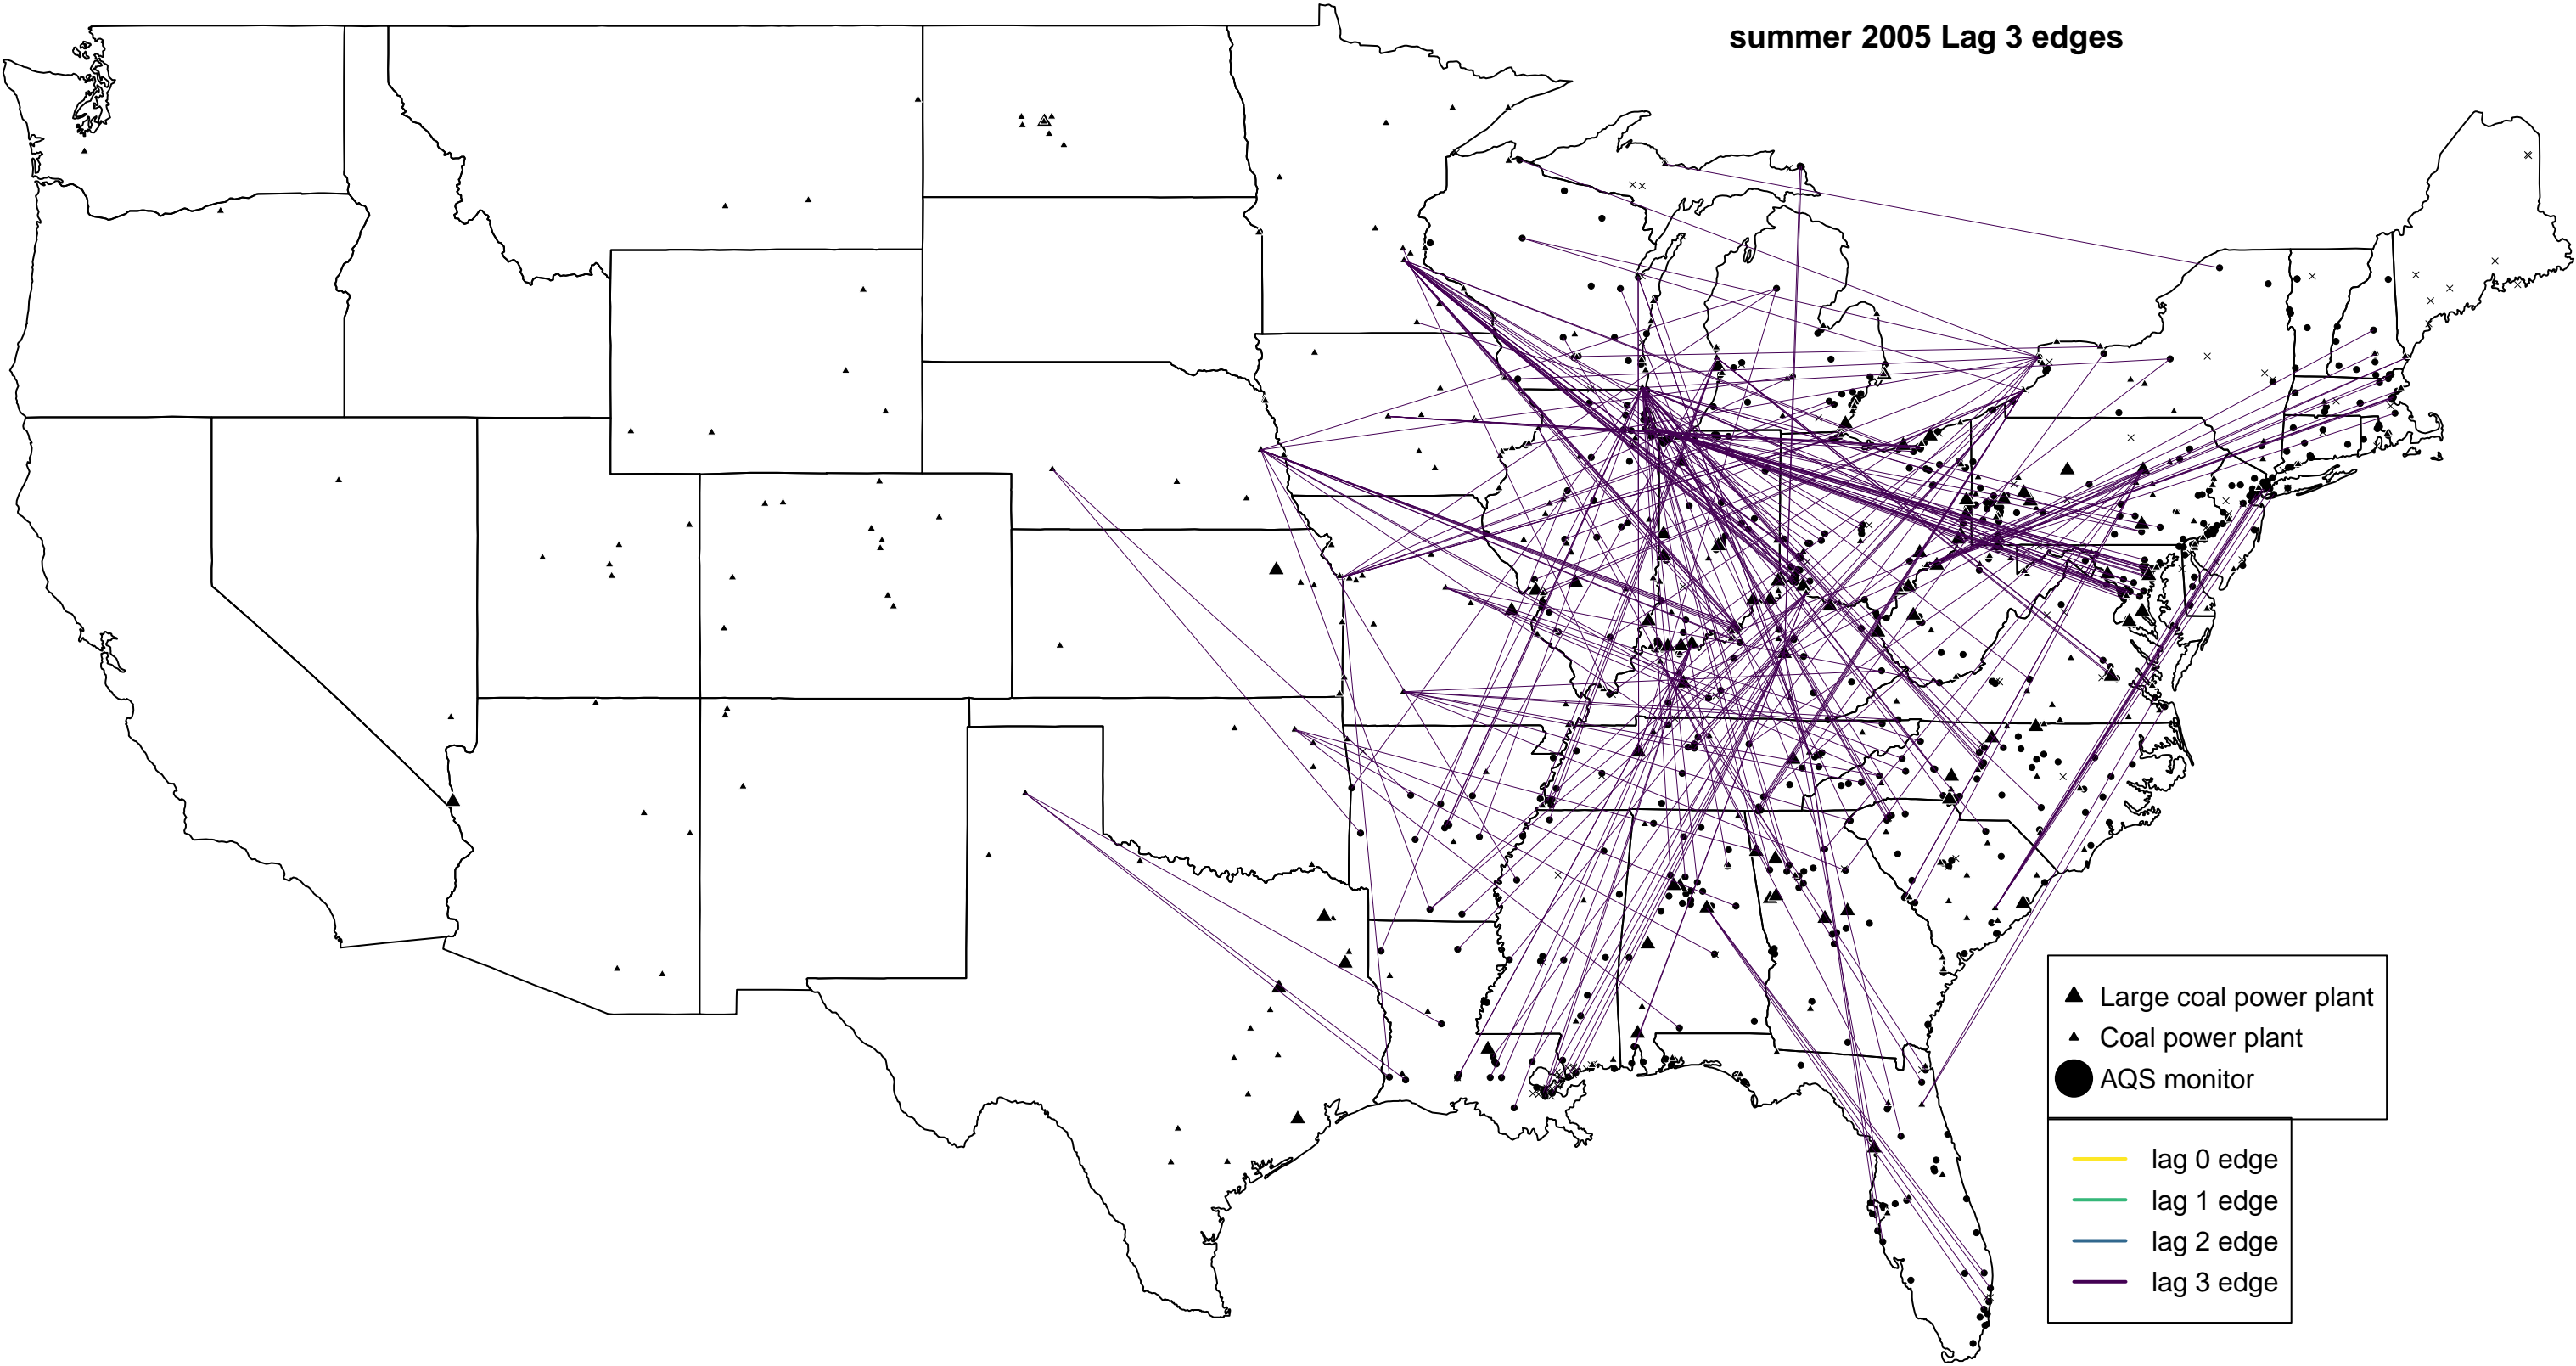 summer 2005 Lag 3 edges
Large coal power plant
Coal power plant
AQS monitor
lag 0 edge
lag 1 edge
lag 2 edge
lag 3 edge